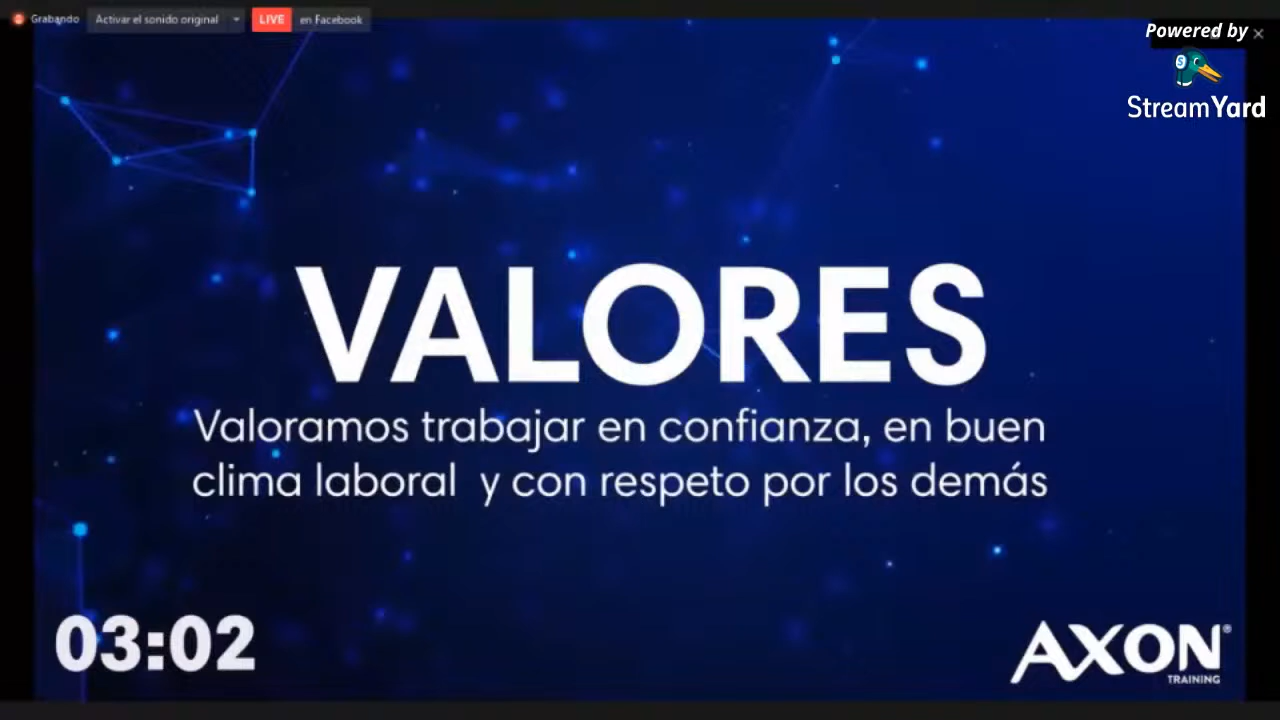 Grabando
Activar el sonido original
LIVE en Facebook
Powered by
StreamYard
VALORES
Valoramos trabajar en confianza, en buen
clima laboral y con respeto por los demás
03:02
AXON®
TRAINING